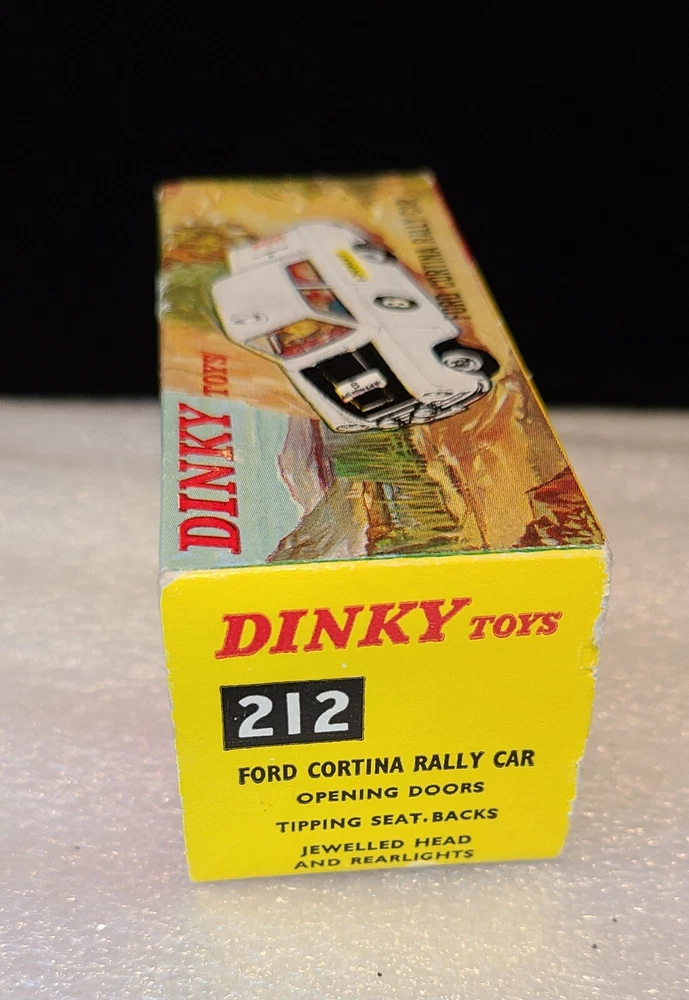 FORD CORTINA RALLY CAR
8
DINKY TOYS
DINKY TOYS
212
FORD CORTINA RALLY CAR
OPENING DOORS
TIPPING SEAT.BACKS
JEWELLED HEAD
AND REARLIGHTS